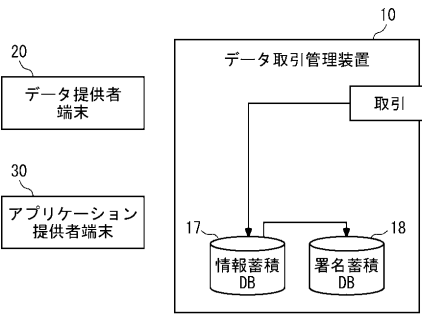 10
20
データ取引管理装置
データ提供者
端末
取引
30
アプリケーション
提供者端末
17
18
情報蓄積
DB
署名蓄積
DB